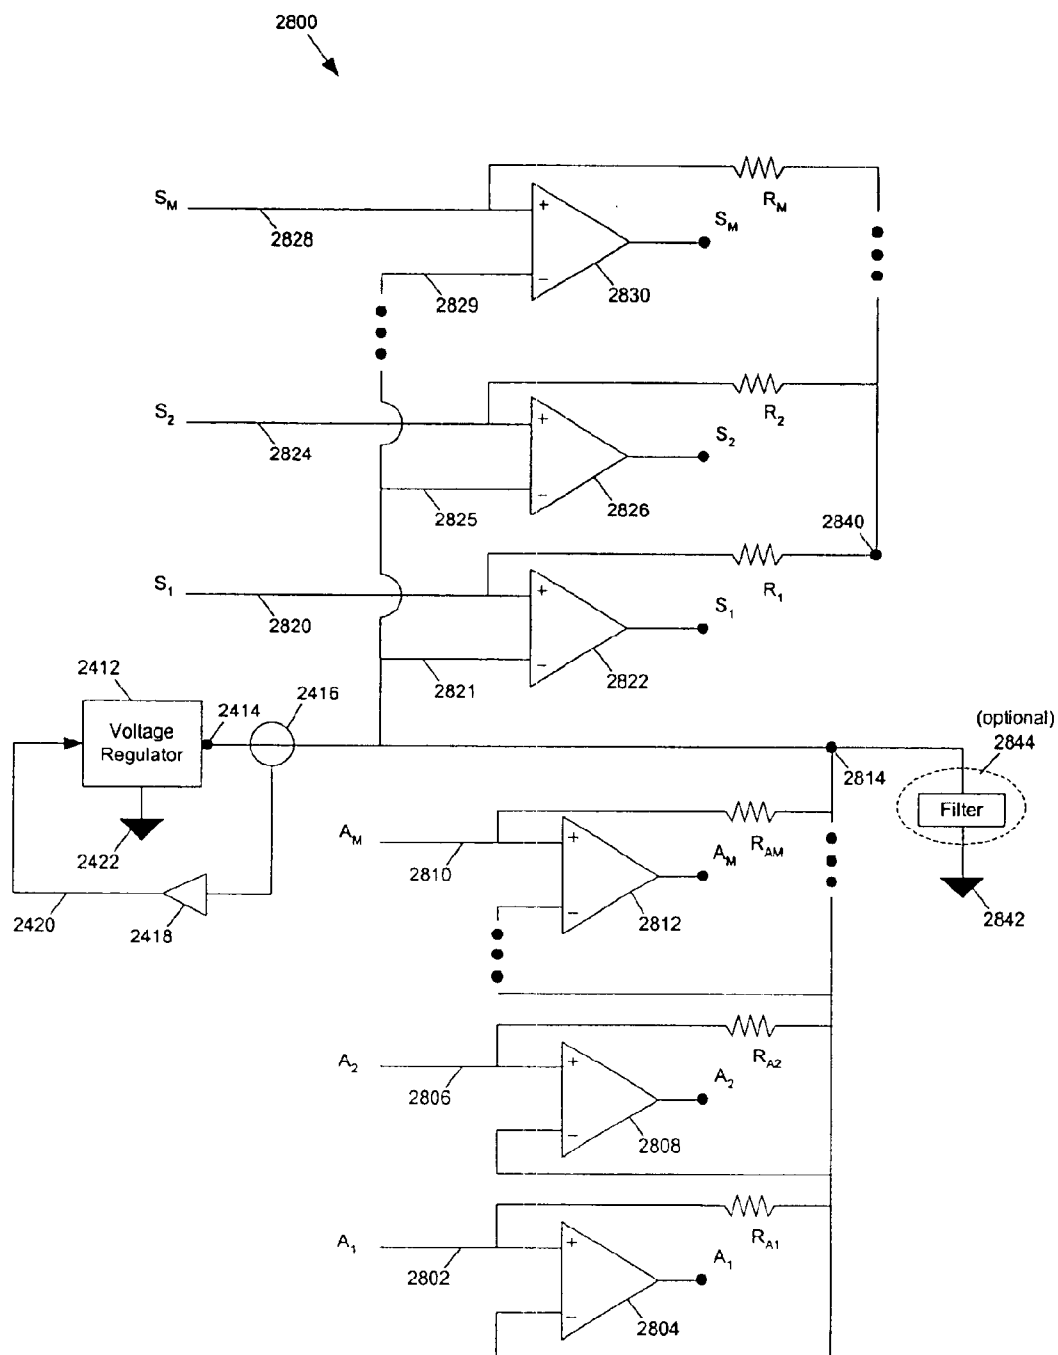 2800
S_M
2828
+
−
2829
2830
S_M
R_M
S_2
2824
+
−
2825
2826
S_2
R_2
2840
S_1
2820
+
−
2821
2822
S_1
R_1
2412
Voltage
Regulator
2414
2416
2422
2420
2418
2814
(optional)
2844
Filter
2842
A_M
2810
+
−
2812
A_M
R_AM
A_2
2806
+
−
2808
A_2
R_A2
A_1
2802
+
−
2804
A_1
R_A1